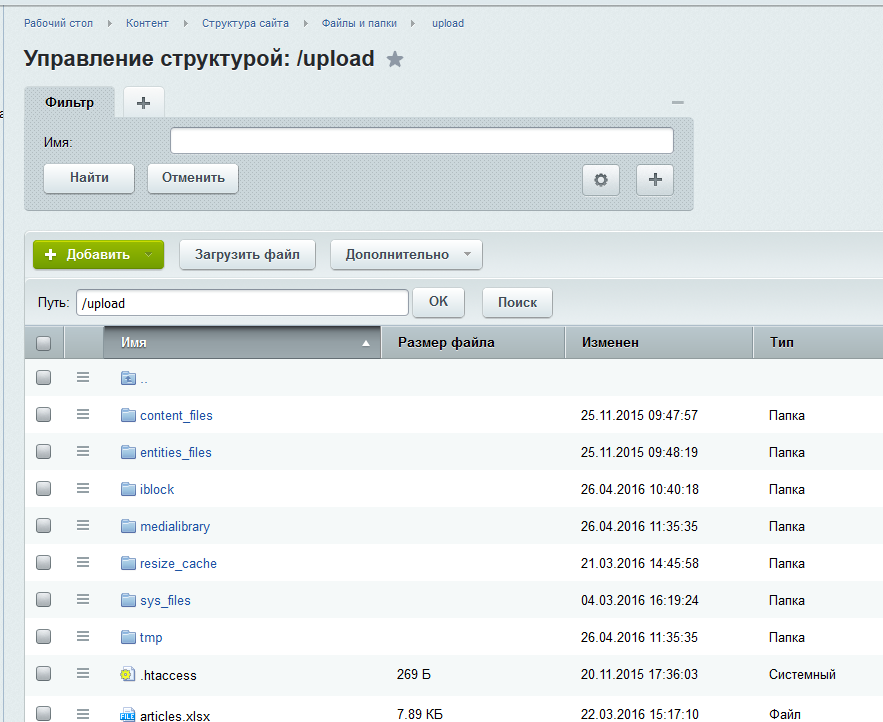 Рабочий стол Контент Структура сайта Файлы и папки upload
Управление структурой: /upload
Фильтр
Имя:
Найти Отменить
Добавить Загрузить файл Дополнительно
Путь: /upload OK Поиск
Имя Размер файла Изменен Тип
..
content_files 25.11.2015 09:47:57 Папка
entities_files 25.11.2015 09:48:19 Папка
iblock 26.04.2016 10:40:18 Папка
medialibrary 26.04.2016 11:35:35 Папка
resize_cache 21.03.2016 14:45:58 Папка
sys_files 04.03.2016 16:19:24 Папка
tmp 26.04.2016 11:35:35 Папка
.htaccess 269 Б 20.11.2015 17:36:03 Системный
FILE articles.xlsx 7.89 КБ 22.03.2016 15:17:10 Файл